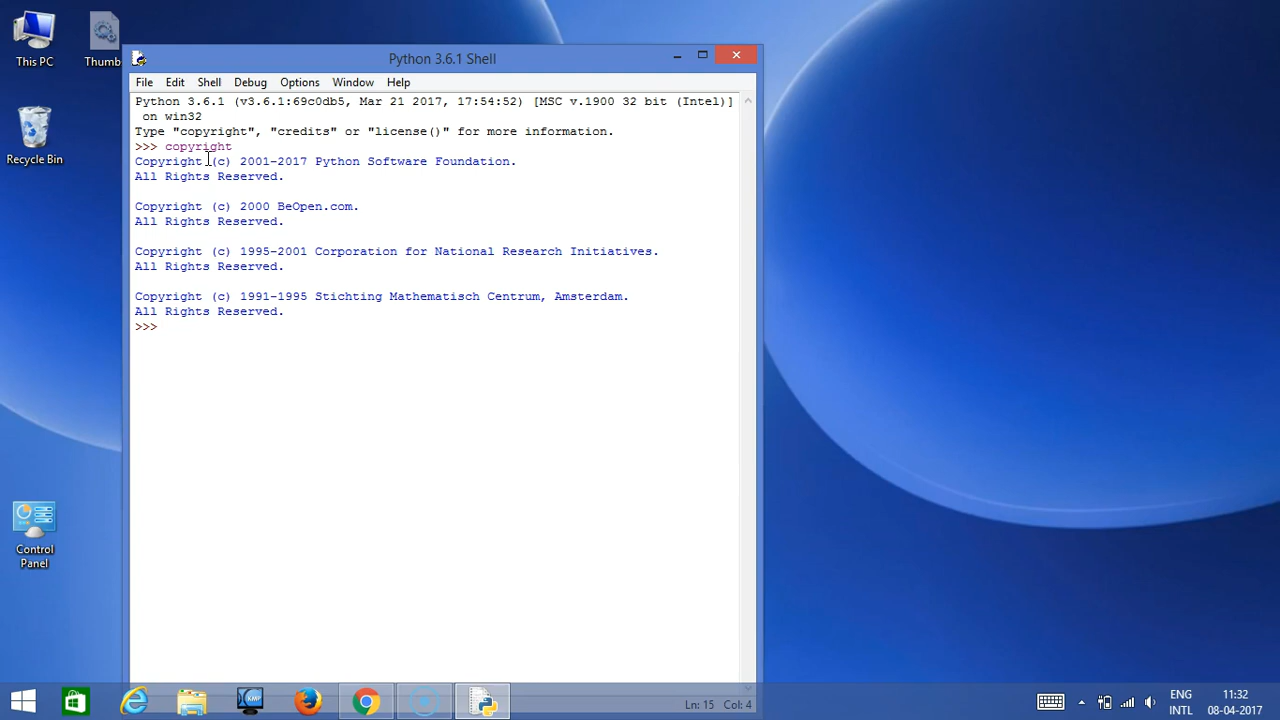 This PC
Thumb
Recycle Bin
Control
Panel
Python 3.6.1 Shell
File Edit Shell Debug Options Window Help
Python 3.6.1 (v3.6.1:69c0db5, Mar 21 2017, 17:54:52) [MSC v.1900 32 bit (Intel)]
on win32
Type "copyright", "credits" or "license()" for more information.
>>> copyright
Copyright (c) 2001-2017 Python Software Foundation.
All Rights Reserved.
Copyright (c) 2000 BeOpen.com.
All Rights Reserved.
Copyright (c) 1995-2001 Corporation for National Research Initiatives.
All Rights Reserved.
Copyright (c) 1991-1995 Stichting Mathematisch Centrum, Amsterdam.
All Rights Reserved.
>>>
Ln: 15 Col: 4
KMP
ENG
INTL
11:32
08-04-2017